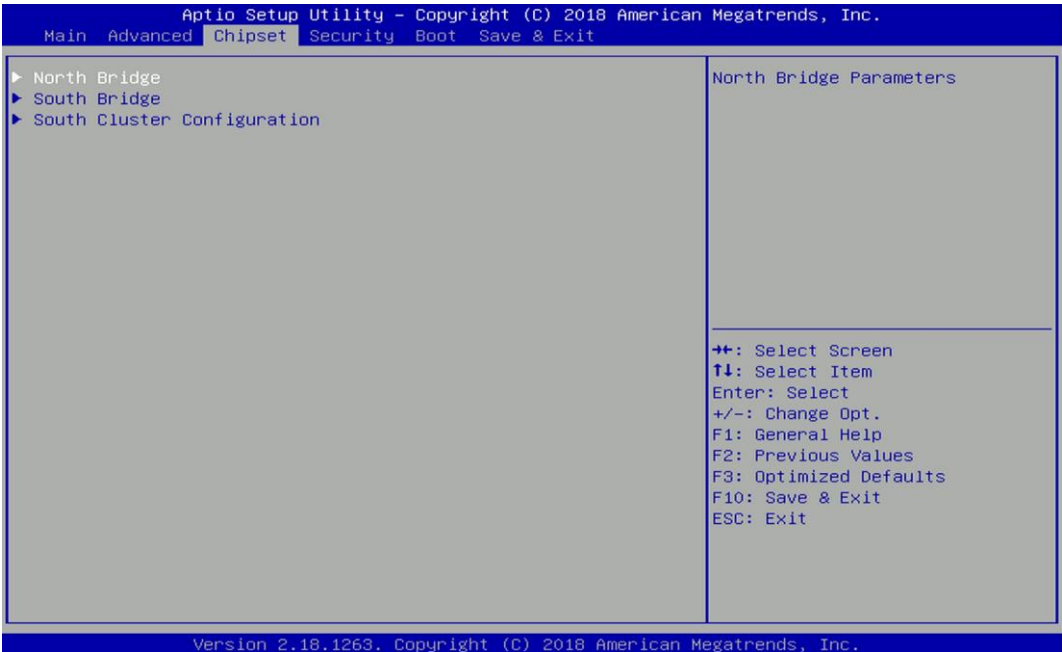 Aptio Setup Utility – Copyright (C) 2018 American Megatrends, Inc.
Main Advanced Chipset Security Boot Save & Exit
▶ North Bridge
▶ South Bridge
▶ South Cluster Configuration
North Bridge Parameters
→←: Select Screen
↑↓: Select Item
Enter: Select
+/-: Change Opt.
F1: General Help
F2: Previous Values
F3: Optimized Defaults
F10: Save & Exit
ESC: Exit
Version 2.18.1263. Copyright (C) 2018 American Megatrends, Inc.